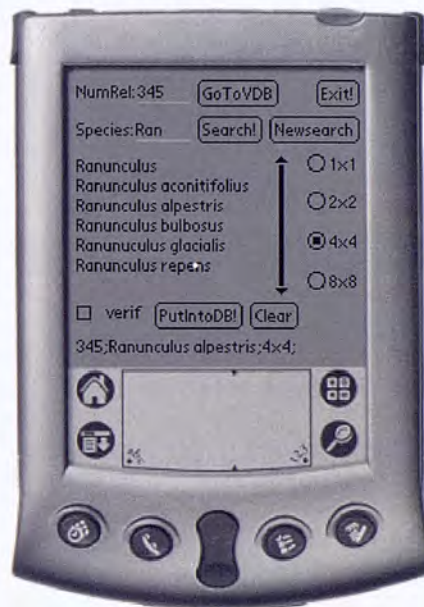 NumRel: 345 GoToVDB Exit!
Species: Ran Search! Newsearch
Ranunculus 1x1
Ranunculus aconitifolius
Ranunculus alpestris 2x2
Ranunculus bulbosus
Ranunuculus glacialis 4x4
Ranunculus repens
8x8
verif PutIntoDB! Clear
345;Ranunculus alpestris;4x4;